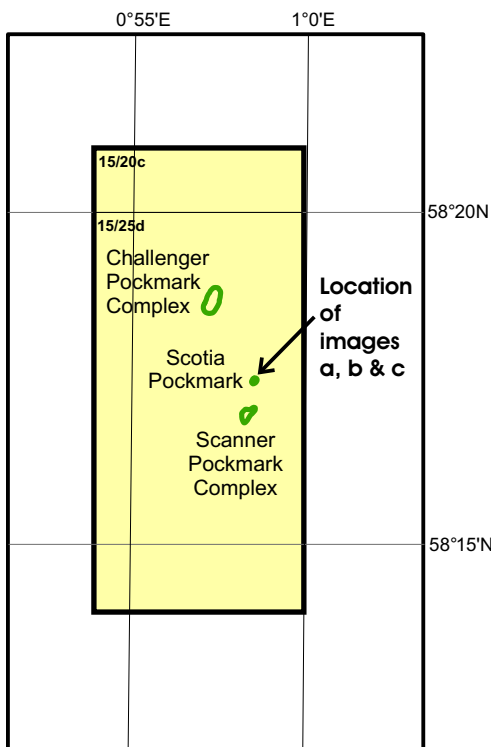 0°55'E
1°0'E
15/20c
58°20N
15/25d
Challenger
Pockmark
Complex
Location
of
images
a, b & c
Scotia
Pockmark
Scanner
Pockmark
Complex
58°15'N